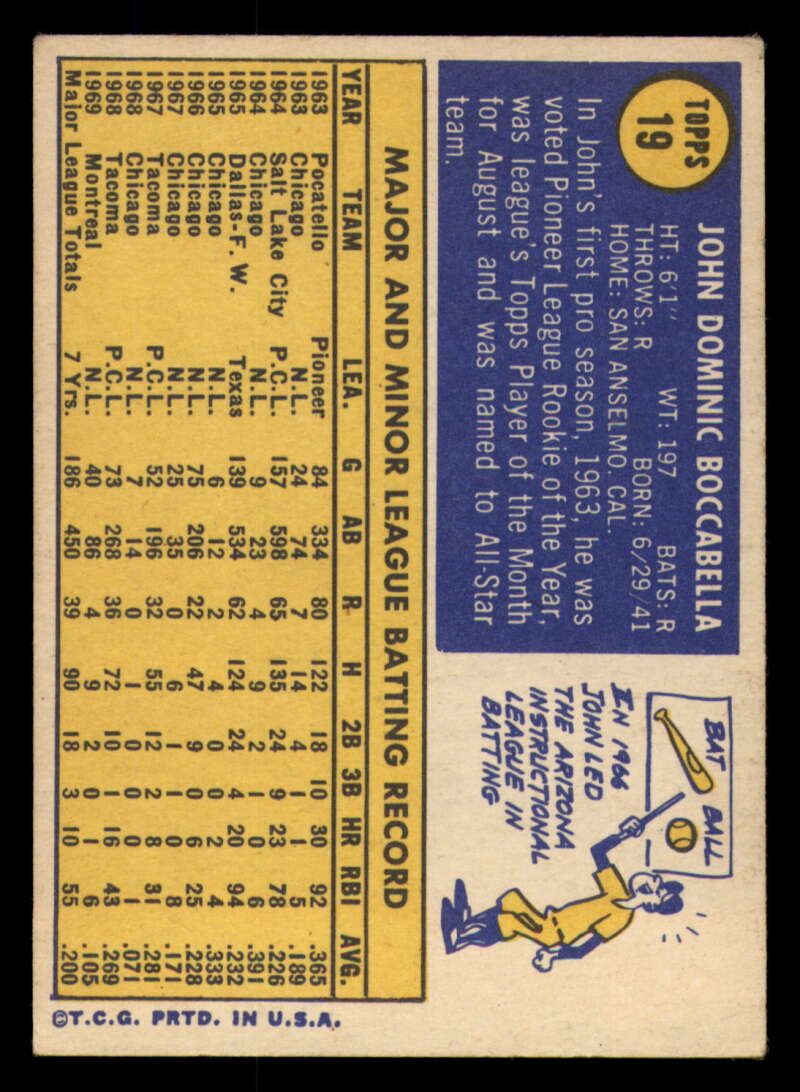 TOPPS
19
JOHN DOMINIC BOCCABELLA
HT: 6'1" WT: 197 BATS: R
THROWS: R BORN: 6/29/41
HOME: SAN ANSELMO, CAL.
In John's first pro season, 1963, he was
voted Pioneer League Rookie of the Year,
was league's Topps Player of the Month
for August and was named to All-Star
team.
BAT BALL
IN 1966
JOHN LED
THE ARIZONA
INSTRUCTIONAL
LEAGUE IN
BATTING
MAJOR AND MINOR LEAGUE BATTING RECORD
YEAR TEAM LEA. G AB R H 2B 3B HR RBI AVG.
1963 Pocatello Pioneer 84 334 80 122 18 10 30 92 .365
1963 Chicago N.L. 24 74 7 14 4 1 1 5 .189
1964 Salt Lake City P.C.L. 157 598 65 135 24 9 23 78 .226
1964 Chicago N.L. 9 23 4 9 2 1 0 6 .391
1965 Dallas-F. W. Texas 139 534 62 124 24 4 20 94 .232
1965 Chicago N.L. 6 12 2 4 0 0 2 4 .333
1966 Chicago N.L. 75 206 22 47 9 0 6 25 .228
1967 Chicago N.L. 25 35 0 6 1 1 0 8 .171
1967 Tacoma P.C.L. 52 196 32 55 12 2 8 31 .281
1968 Chicago N.L. 7 14 0 1 0 0 0 1 .071
1968 Tacoma P.C.L. 73 268 36 72 10 1 16 43 .269
1969 Montreal N.L. 40 86 4 9 2 0 1 6 .105
Major League Totals 7 Yrs. 186 450 39 90 18 3 10 55 .200
©T.C.G. PRTD. IN U.S.A.